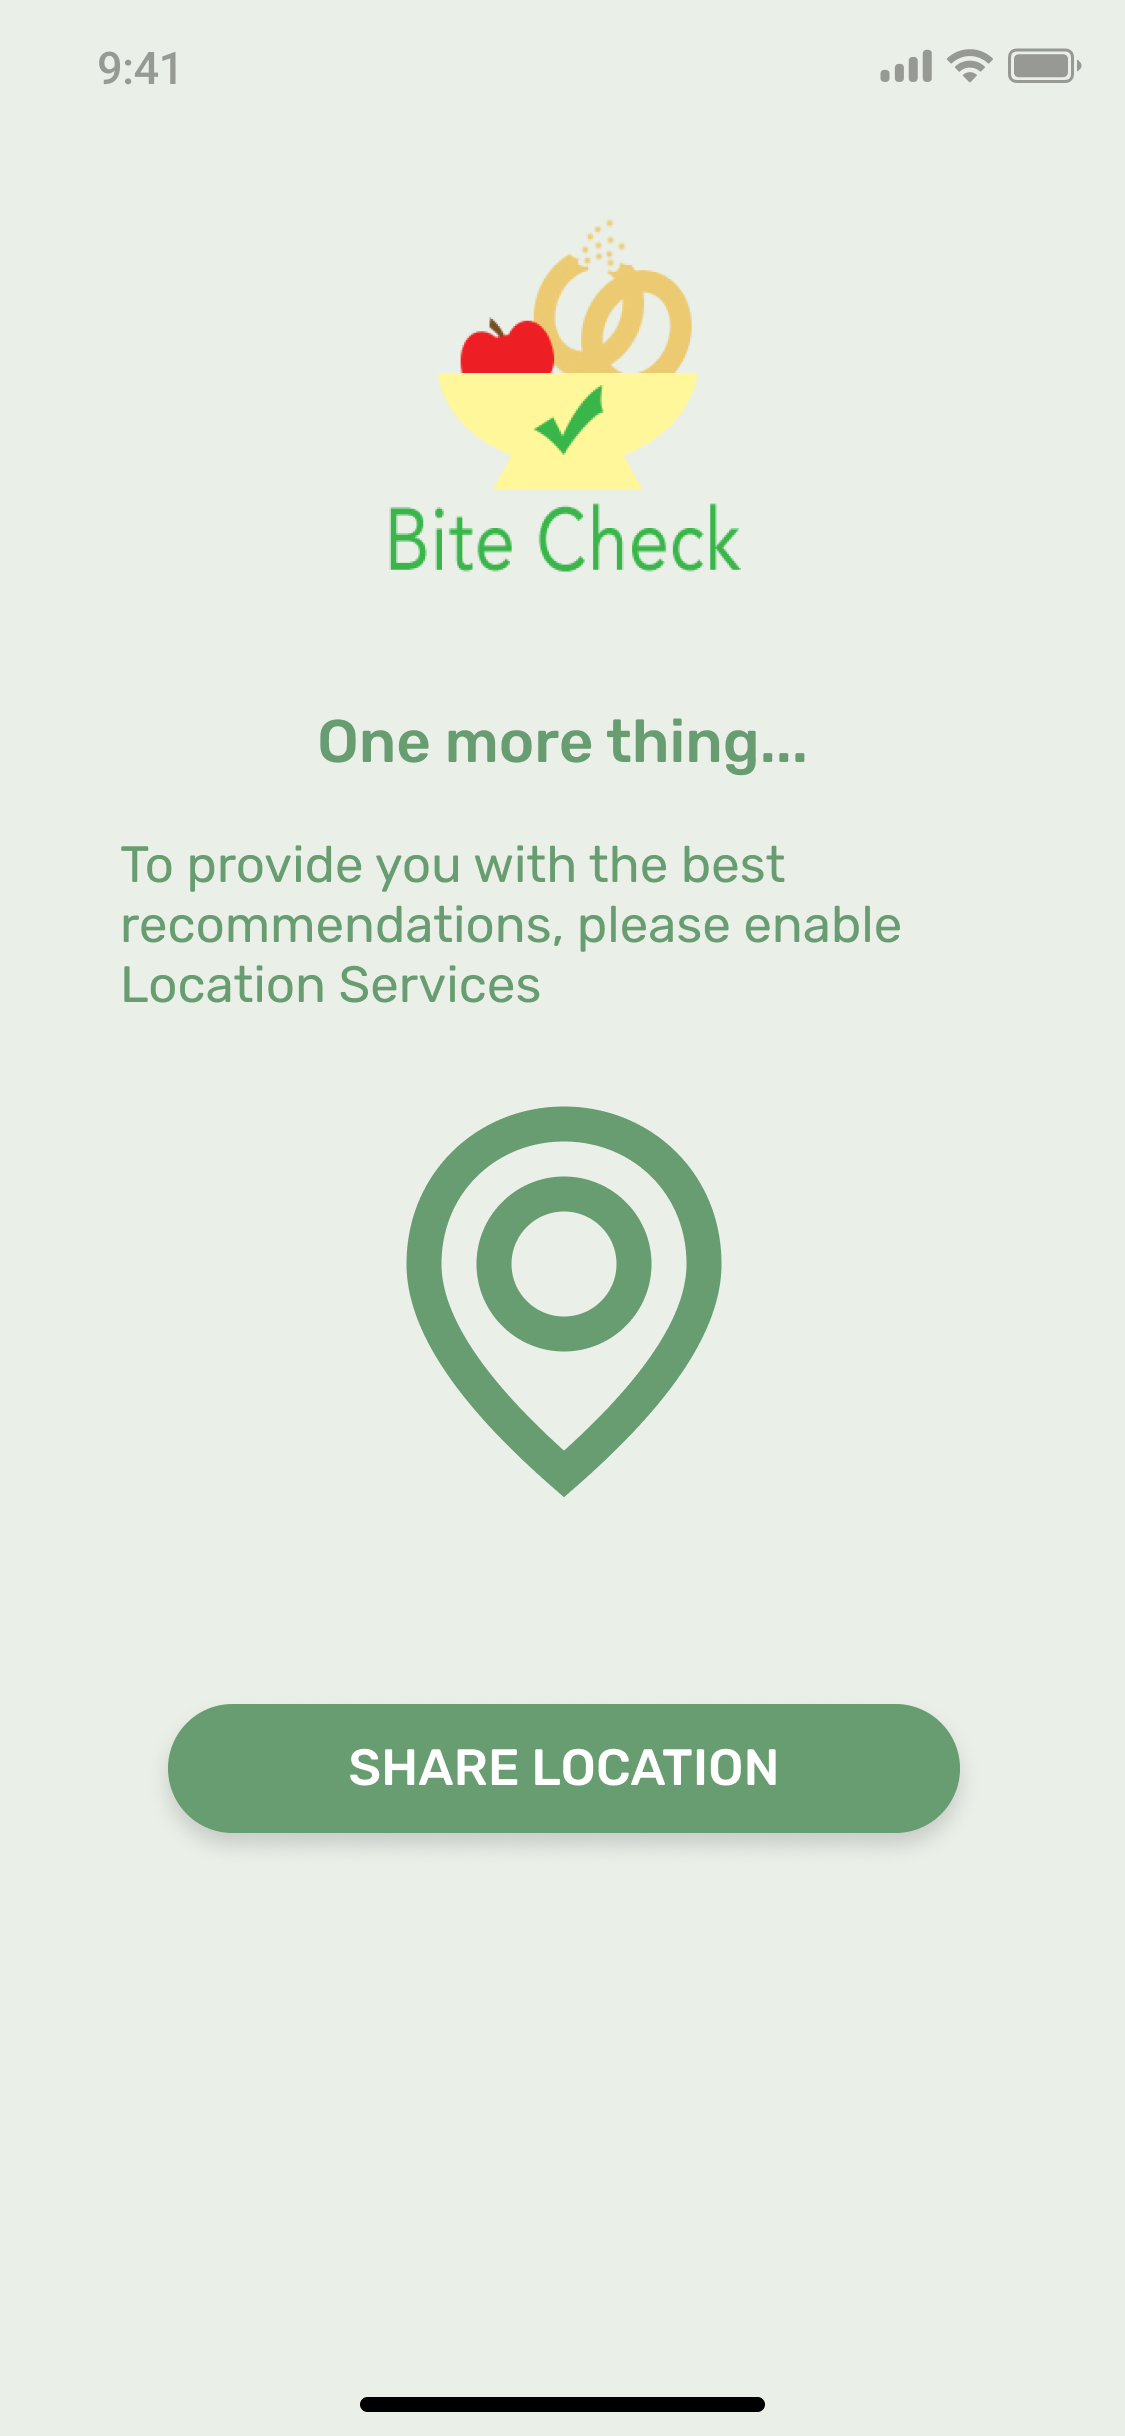 9:41
Bite Check
One more thing...
To provide you with the best
recommendations, please enable
Location Services
SHARE LOCATION